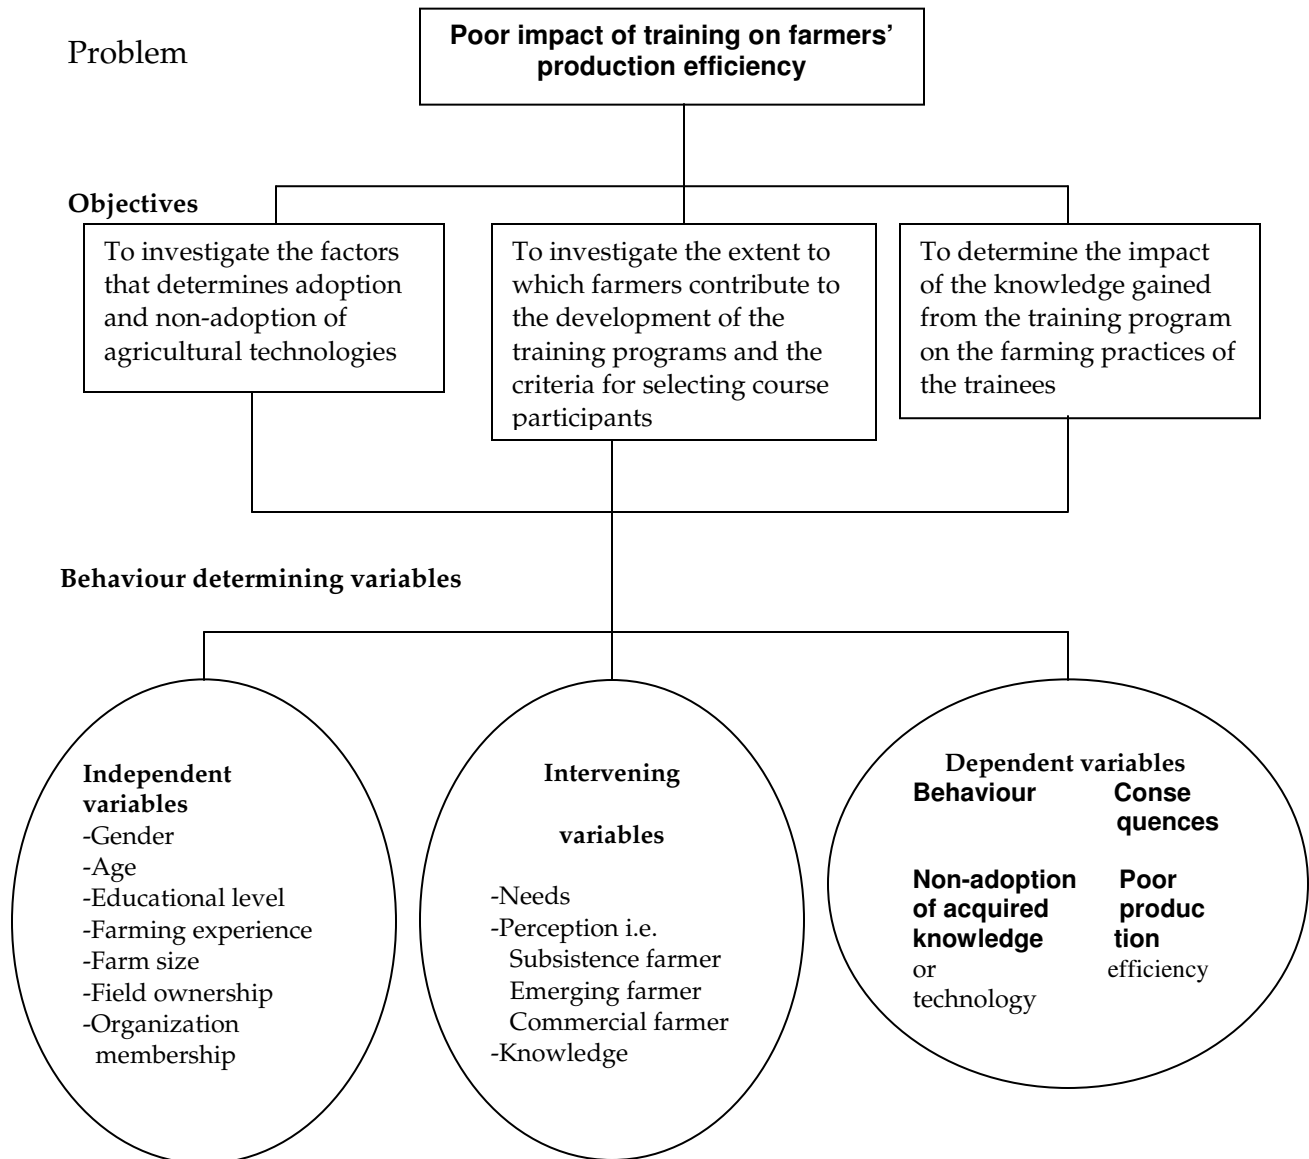 Problem
Poor impact of training on farmers’
production efficiency
Objectives
To investigate the factors
that determines adoption
and non-adoption of
agricultural technologies
To investigate the extent to
which farmers contribute to
the development of the
training programs and the
criteria for selecting course
participants
To determine the impact
of the knowledge gained
from the training program
on the farming practices of
the trainees
Behaviour determining variables
Independent
variables
-Gender
-Age
-Educational level
-Farming experience
-Farm size
-Field ownership
-Organization
membership
Intervening
variables
-Needs
-Perception i.e.
Subsistence farmer
Emerging farmer
Commercial farmer
-Knowledge
Dependent variables
Behaviour
Conse
quences
Non-adoption
of acquired
knowledge
or
technology
Poor
produc
tion
efficiency